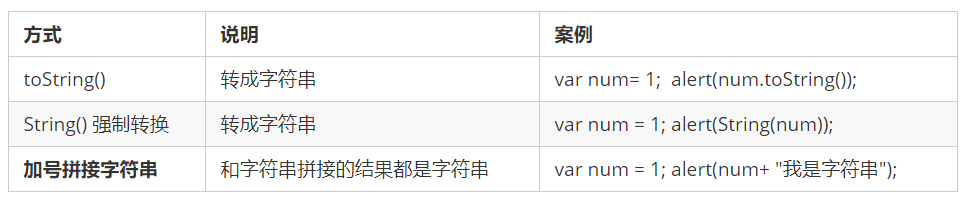 方式 说明 案例
toString() 转成字符串 var num= 1;  alert(num.toString());
String() 强制转换 转成字符串 var num = 1; alert(String(num));
加号拼接字符串 和字符串拼接的结果都是字符串 var num = 1; alert(num+ "我是字符串");